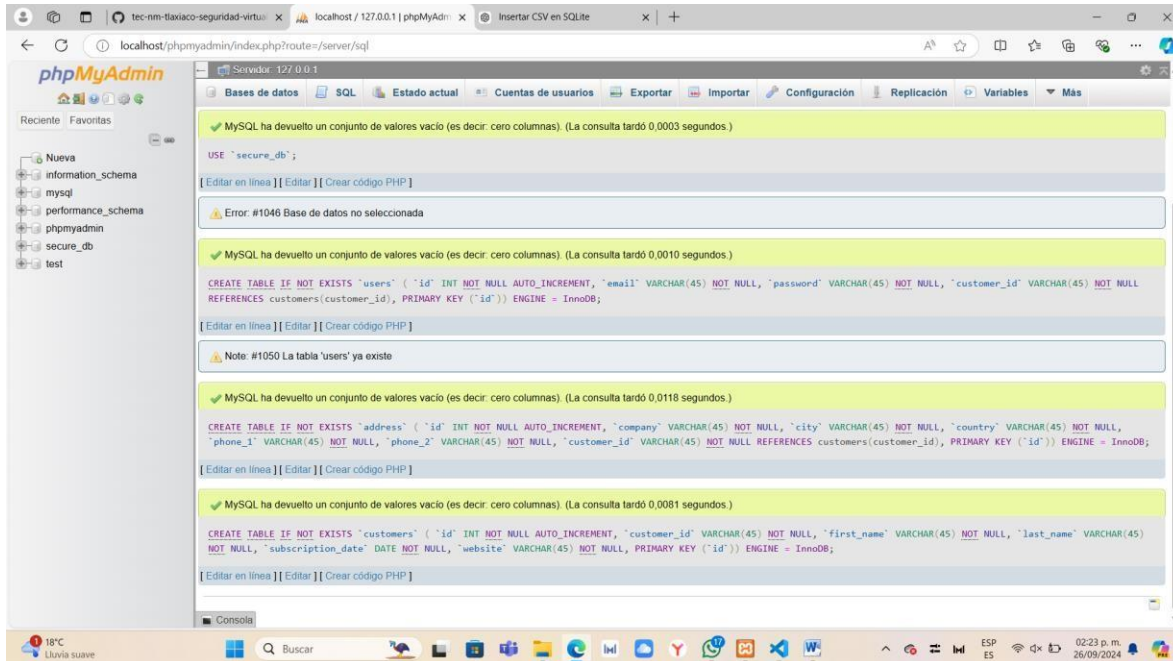 tec-nm-tlaxiaco-seguridad-virtual
localhost / 127.0.0.1 | phpMyAdm
Insertar CSV en SQLite
localhost/phpmyadmin/index.php?route=/server/sql
phpMyAdmin
Reciente Favoritas
Nueva
information_schema
mysql
performance_schema
phpmyadmin
secure_db
test
Servidor: 127.0.0.1
Bases de datos SQL Estado actual Cuentas de usuarios Exportar Importar Configuración Replicación Variables Más
MySQL ha devuelto un conjunto de valores vacío (es decir: cero columnas). (La consulta tardó 0,0003 segundos.)
USE `secure_db`;
[ Editar en línea ] [ Editar ] [ Crear código PHP ]
Error: #1046 Base de datos no seleccionada
MySQL ha devuelto un conjunto de valores vacío (es decir: cero columnas). (La consulta tardó 0,0010 segundos.)
CREATE TABLE IF NOT EXISTS `users` ( `id` INT NOT NULL AUTO_INCREMENT, `email` VARCHAR(45) NOT NULL, `password` VARCHAR(45) NOT NULL, `customer_id` VARCHAR(45) NOT NULL
REFERENCES customers(customer_id), PRIMARY KEY (`id`)) ENGINE = InnoDB;
[ Editar en línea ] [ Editar ] [ Crear código PHP ]
Note: #1050 La tabla 'users' ya existe
MySQL ha devuelto un conjunto de valores vacío (es decir: cero columnas). (La consulta tardó 0,0118 segundos.)
CREATE TABLE IF NOT EXISTS `address` ( `id` INT NOT NULL AUTO_INCREMENT, `company` VARCHAR(45) NOT NULL, `city` VARCHAR(45) NOT NULL, `country` VARCHAR(45) NOT NULL,
`phone_1` VARCHAR(45) NOT NULL, `phone_2` VARCHAR(45) NOT NULL, `customer_id` VARCHAR(45) NOT NULL REFERENCES customers(customer_id), PRIMARY KEY (`id`)) ENGINE = InnoDB;
[ Editar en línea ] [ Editar ] [ Crear código PHP ]
MySQL ha devuelto un conjunto de valores vacío (es decir: cero columnas). (La consulta tardó 0,0081 segundos.)
CREATE TABLE IF NOT EXISTS `customers` ( `id` INT NOT NULL AUTO_INCREMENT, `customer_id` VARCHAR(45) NOT NULL, `first_name` VARCHAR(45) NOT NULL, `last_name` VARCHAR(45)
NOT NULL, `subscription_date` DATE NOT NULL, `website` VARCHAR(45) NOT NULL, PRIMARY KEY (`id`)) ENGINE = InnoDB;
[ Editar en línea ] [ Editar ] [ Crear código PHP ]
Consola
18°C
Lluvia suave
Buscar
17
ESP
ES
02:23 p. m.
26/09/2024